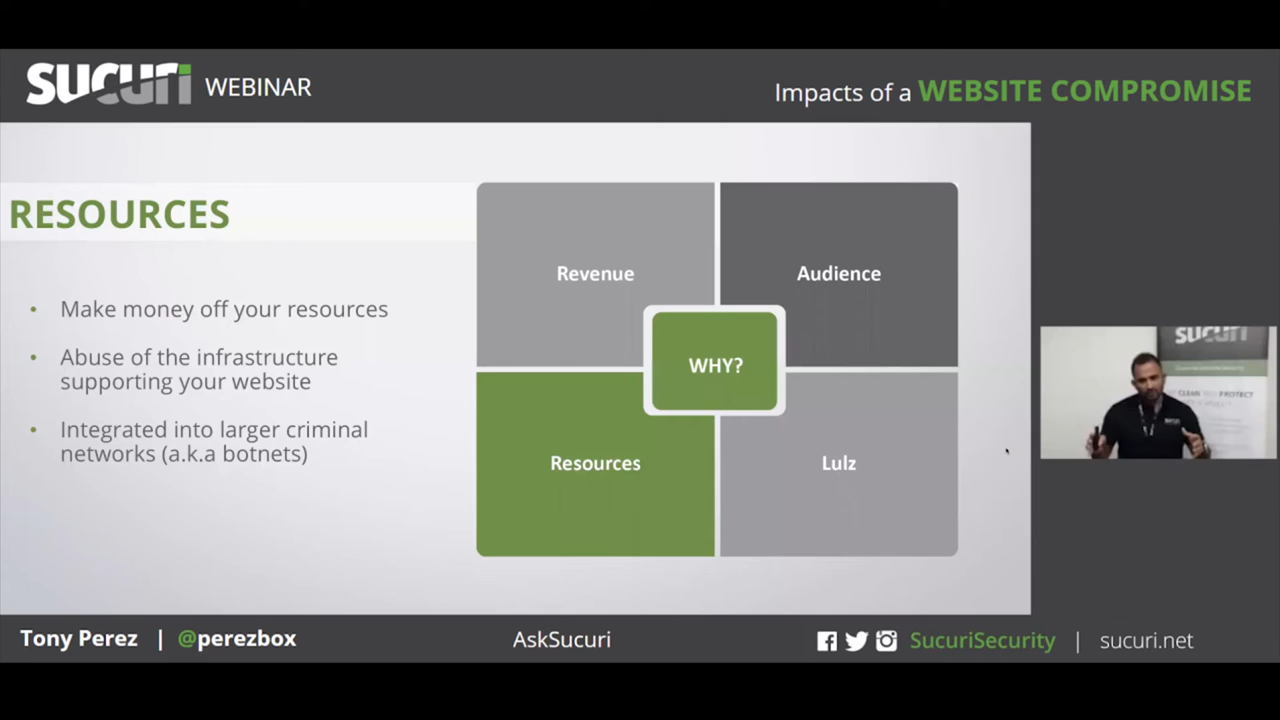 sucuri WEBINAR
Impacts of a WEBSITE COMPROMISE
RESOURCES
• Make money off your resources
• Abuse of the infrastructure
supporting your website
• Integrated into larger criminal
networks (a.k.a botnets)
Revenue
Audience
WHY?
Resources
Lulz
sucuri
CLEAN
PROTECT
Tony Perez | @perezbox
AskSucuri
SucuriSecurity | sucuri.net